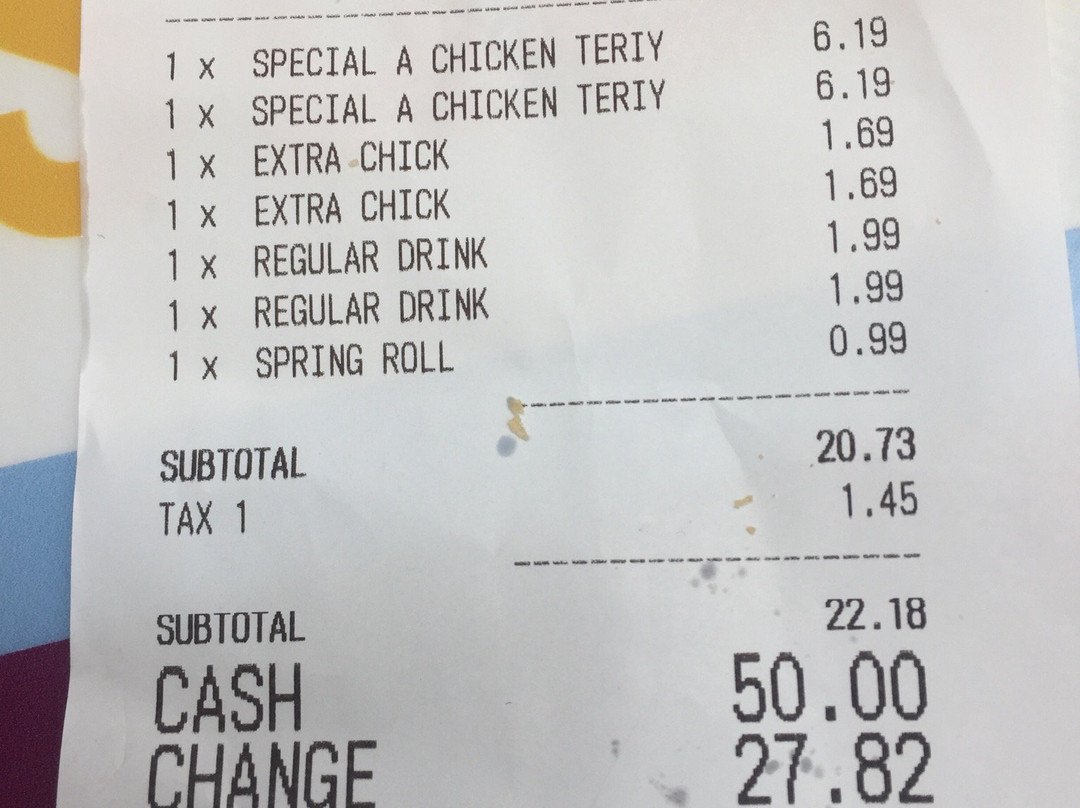 1 x SPECIAL A CHICKEN TERIY 6.19
1 x SPECIAL A CHICKEN TERIY 6.19
1 x EXTRA CHICK 1.69
1 x EXTRA CHICK 1.69
1 x REGULAR DRINK 1.99
1 x REGULAR DRINK 1.99
1 x SPRING ROLL 0.99
SUBTOTAL 20.73
TAX 1 1.45
SUBTOTAL 22.18
CASH 50.00
CHANGE 27.82